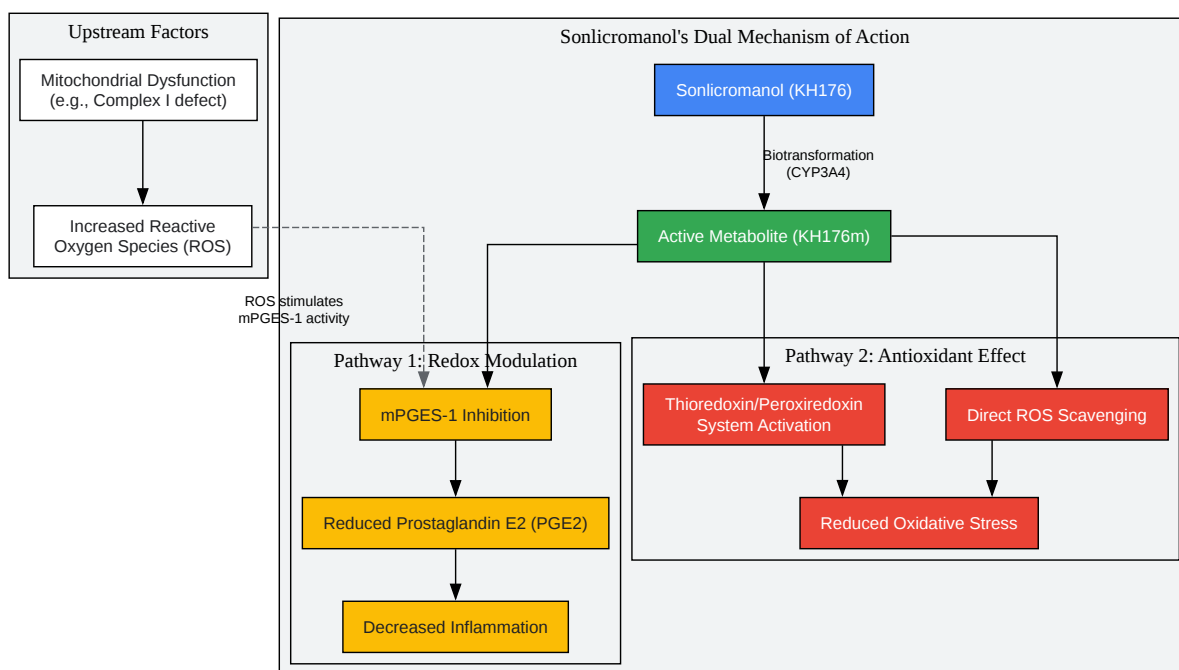 Upstream Factors
Mitochondrial Dysfunction
(e.g., Complex I defect)
Increased Reactive
Oxygen Species (ROS)
Sonlicromanol's Dual Mechanism of Action
Sonlicromanol (KH176)
Biotransformation
(CYP3A4)
Active Metabolite (KH176m)
ROS stimulates
mPGES-1 activity
Pathway 1: Redox Modulation
mPGES-1 Inhibition
Reduced Prostaglandin E2 (PGE2)
Decreased Inflammation
Pathway 2: Antioxidant Effect
Thioredoxin/Peroxiredoxin
System Activation
Direct ROS Scavenging
Reduced Oxidative Stress